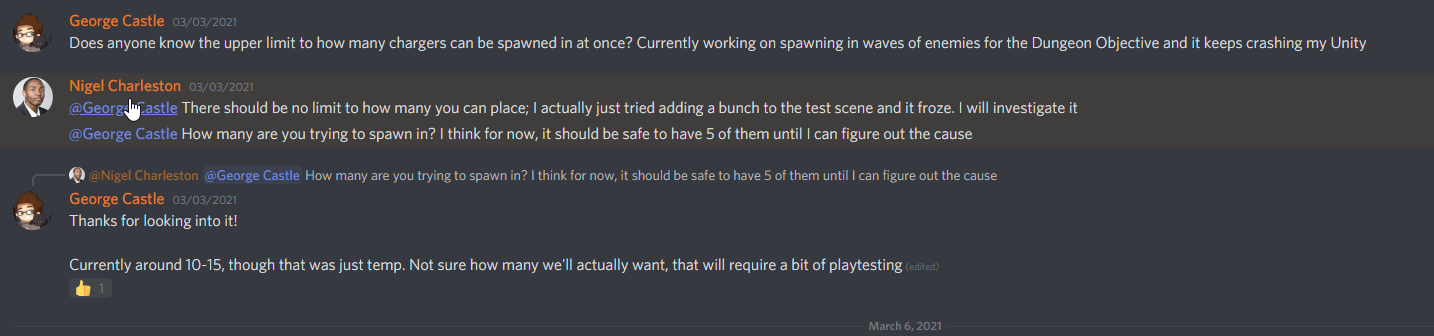 George Castle 03/03/2021
Does anyone know the upper limit to how many chargers can be spawned in at once? Currently working on spawning in waves of enemies for the Dungeon Objective and it keeps crashing my Unity
Nigel Charleston 03/03/2021
@George Castle There should be no limit to how many you can place; I actually just tried adding a bunch to the test scene and it froze. I will investigate it
@George Castle How many are you trying to spawn in? I think for now, it should be safe to have 5 of them until I can figure out the cause
@Nigel Charleston @George Castle How many are you trying to spawn in? I think for now, it should be safe to have 5 of them until I can figure out the cause
George Castle 03/03/2021
Thanks for looking into it!
Currently around 10-15, though that was just temp. Not sure how many we'll actually want, that will require a bit of playtesting (edited)
1
March 6, 2021